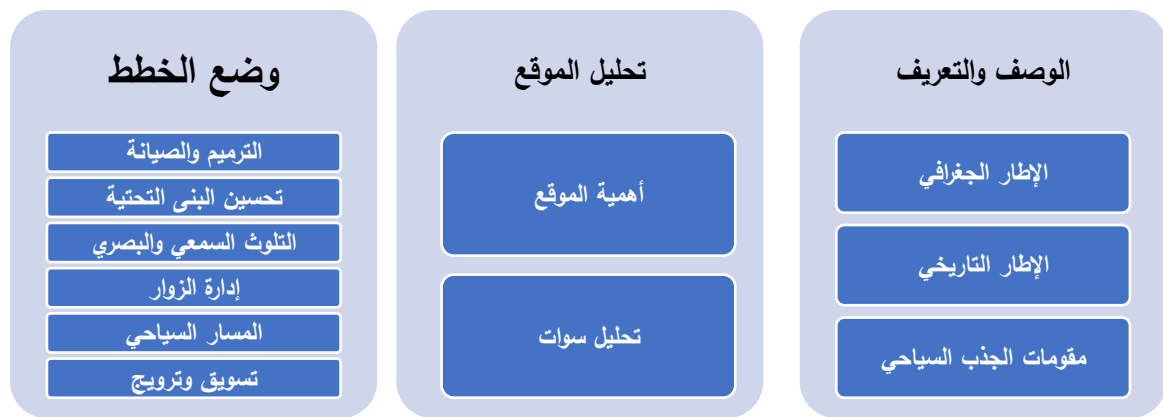 الوصف والتعريف
الإطار الجغرافي
الإطار التاريخي
مقومات الجذب السياحي
تحليل الموقع
أهمية الموقع
تحليل سوات
وضع الخطط
الترميم والصيانة
تحسين البنى التحتية
التلوث السمعي والبصري
إدارة الزوار
المسار السياحي
تسويق وترويج